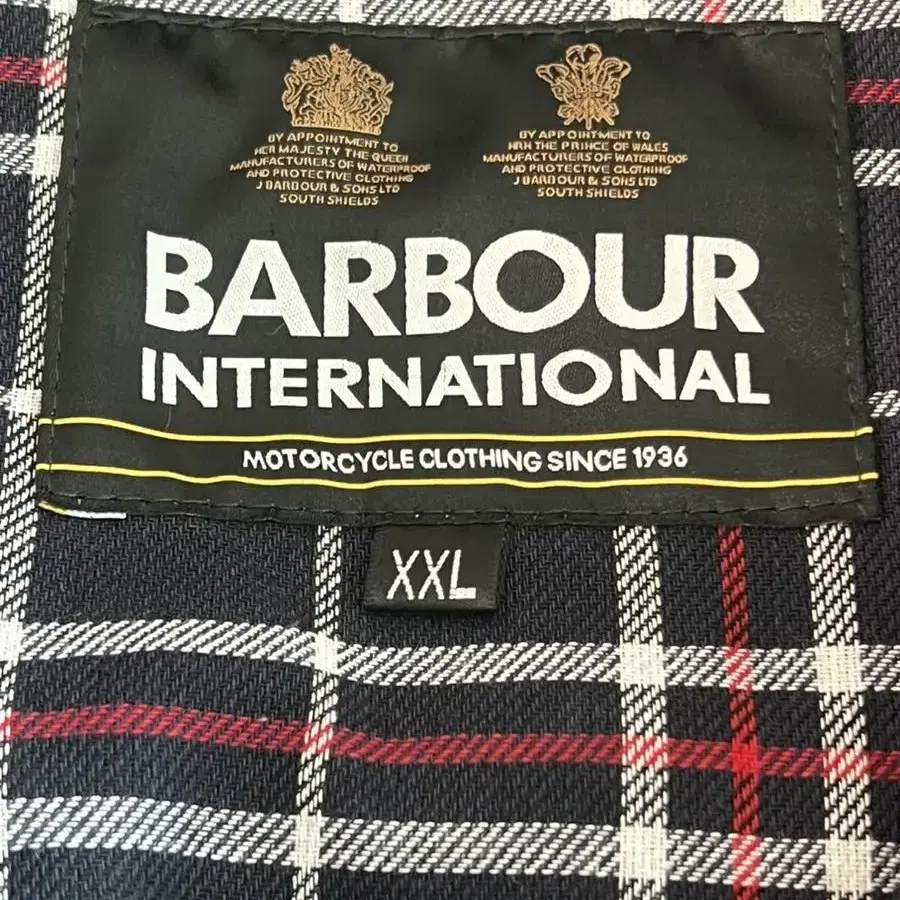 BY APPOINTMENT TO
HER MAJESTY THE QUEEN
MANUFACTURERS OF WATERPROOF
AND PROTECTIVE CLOTHING
J BARBOUR & SONS LTD
SOUTH SHIELDS
BY APPOINTMENT TO
HRH THE PRINCE OF WALES
MANUFACTURERS OF WATERPROOF
AND PROTECTIVE CLOTHING
J BARBOUR & SONS LTD
SOUTH SHIELDS
BARBOUR
INTERNATIONAL
MOTORCYCLE CLOTHING SINCE 1936
XXL